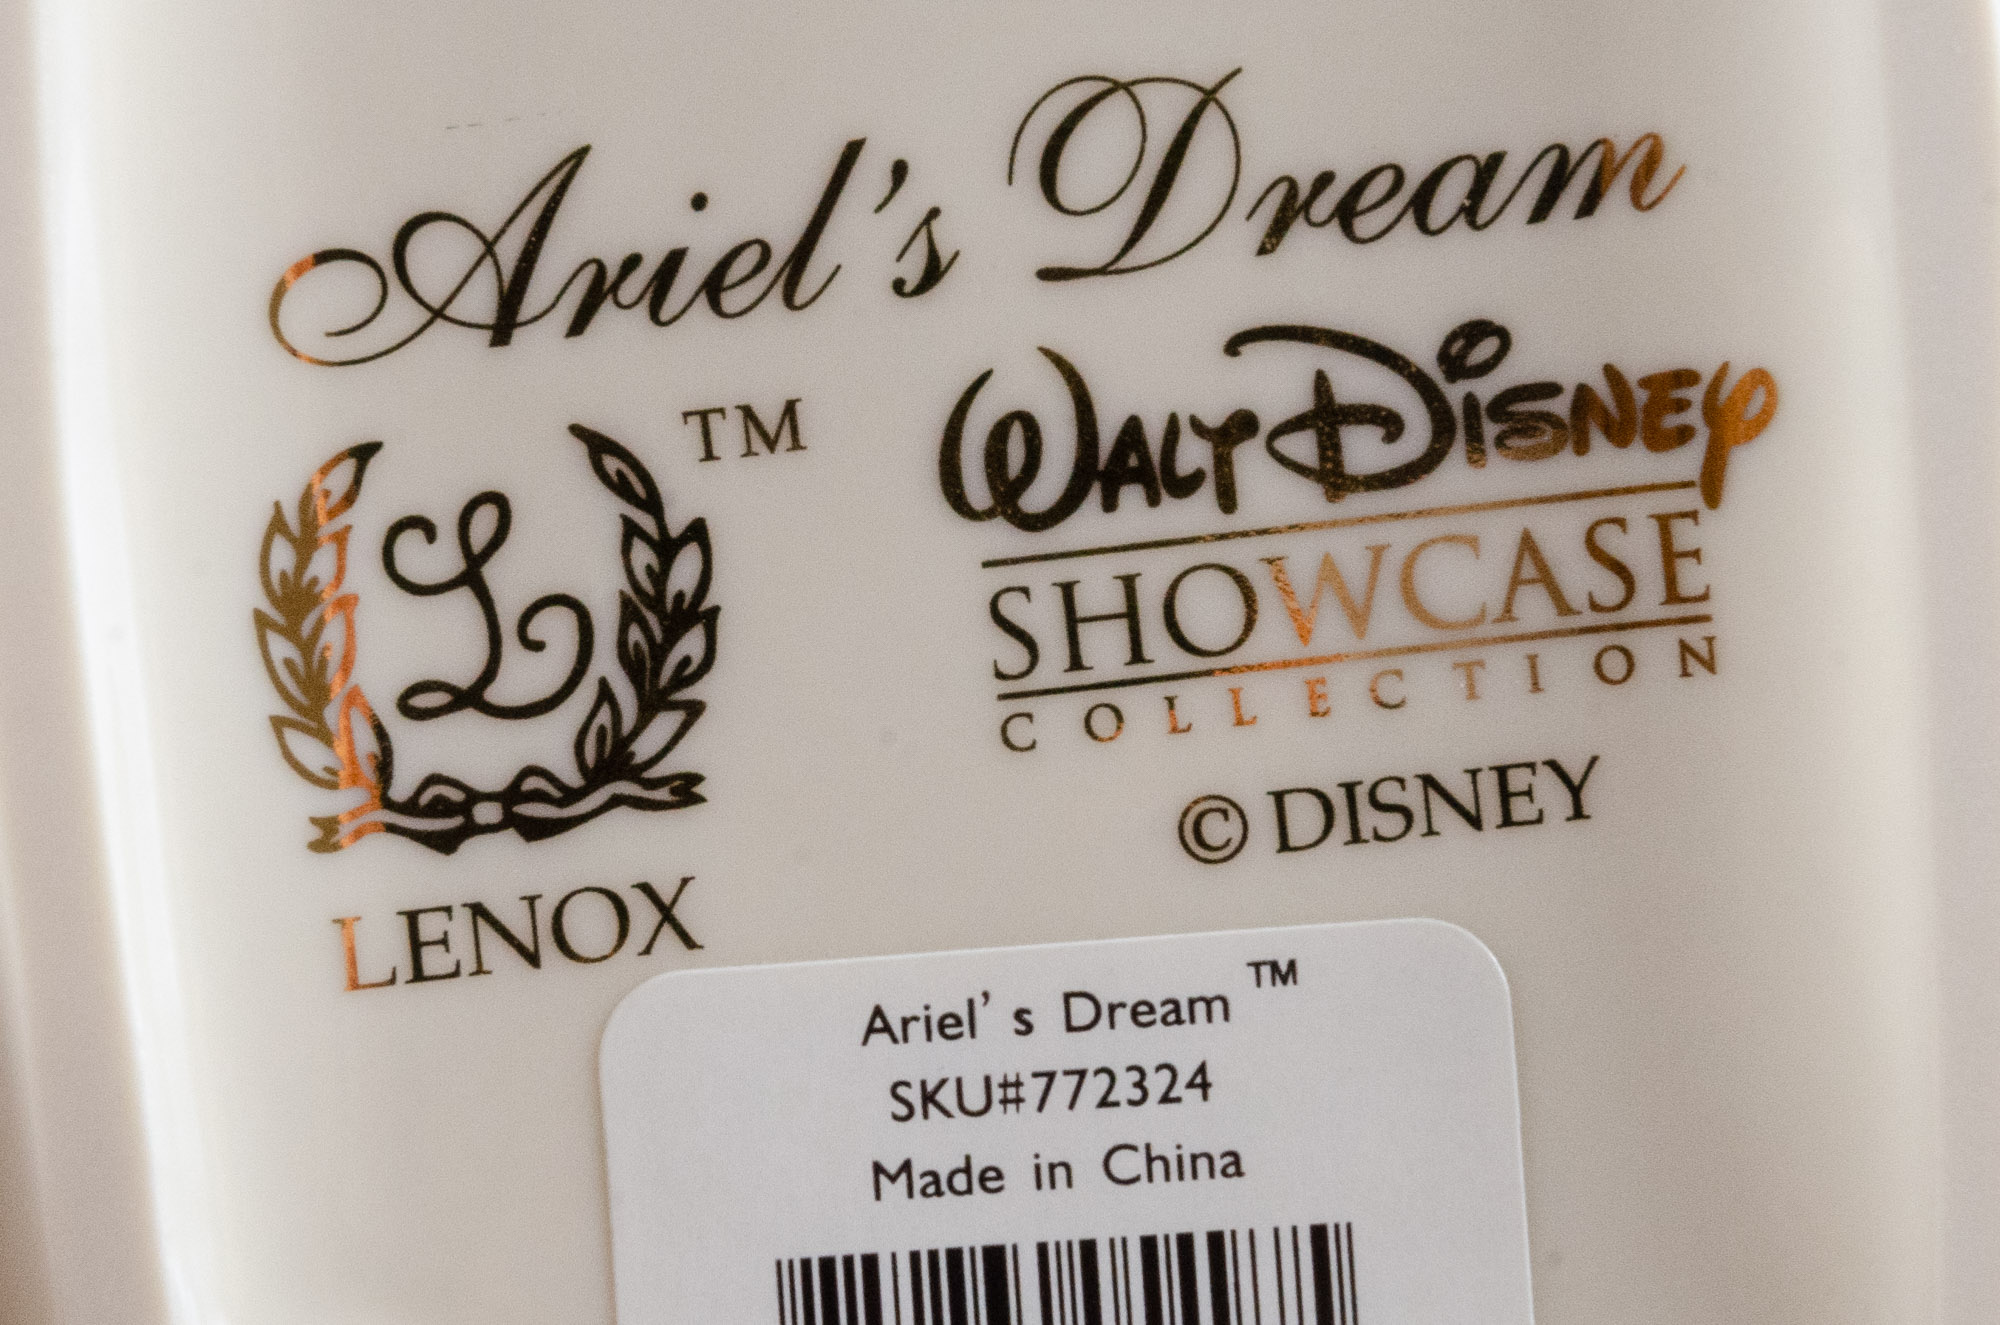 Ariel's Dream
TM
L
LENOX
WALT DISNEY
SHOWCASE
COLLECTION
© DISNEY
Ariel's Dream TM
SKU#772324
Made in China